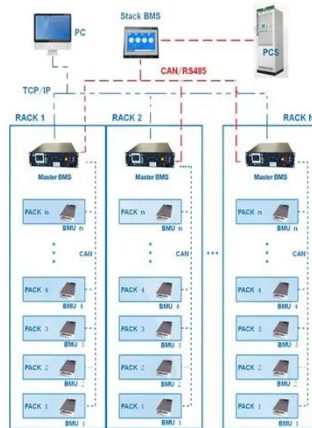 PC
Stack BMS
PCS
CAN/RS485
TCP/IP
RACK 1
RACK 2
RACK N
Master BMS
Master BMS
Master BMS
PACK n
BMU n
PACK n
BMU n
PACK n
BMU n
CAN
CAN
CAN
PACK 4
BMU 4
PACK 4
BMU 4
PACK 4
BMU 4
PACK 3
BMU 3
PACK 3
BMU 3
PACK 3
BMU 3
PACK 2
BMU 2
PACK 2
BMU 2
PACK 2
BMU 2
PACK 1
BMU 1
PACK 1
BMU 1
PACK 1
BMU 1